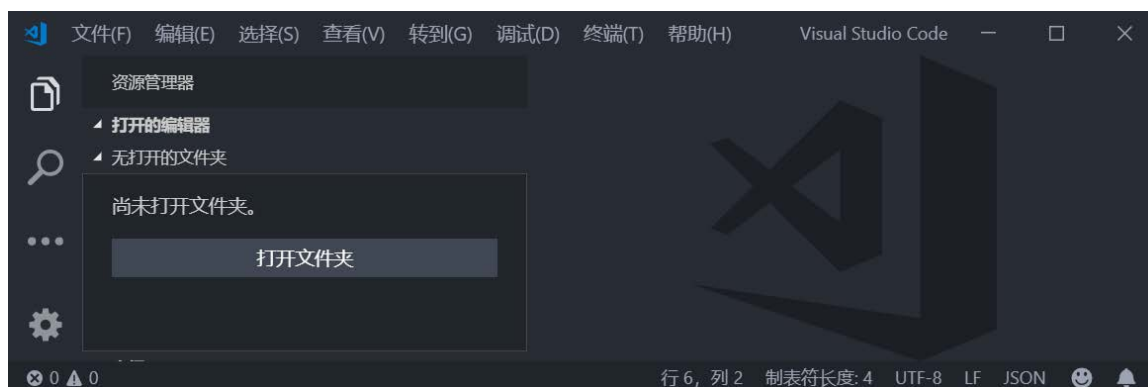 文件(F) 编辑(E) 选择(S) 查看(V) 转到(G) 调试(D) 终端(T) 帮助(H) Visual Studio Code
资源管理器
打开的编辑器
无打开的文件夹
尚未打开文件夹。
打开文件夹
0 0 行 6，列 2 制表符长度: 4 UTF-8 LF JSON